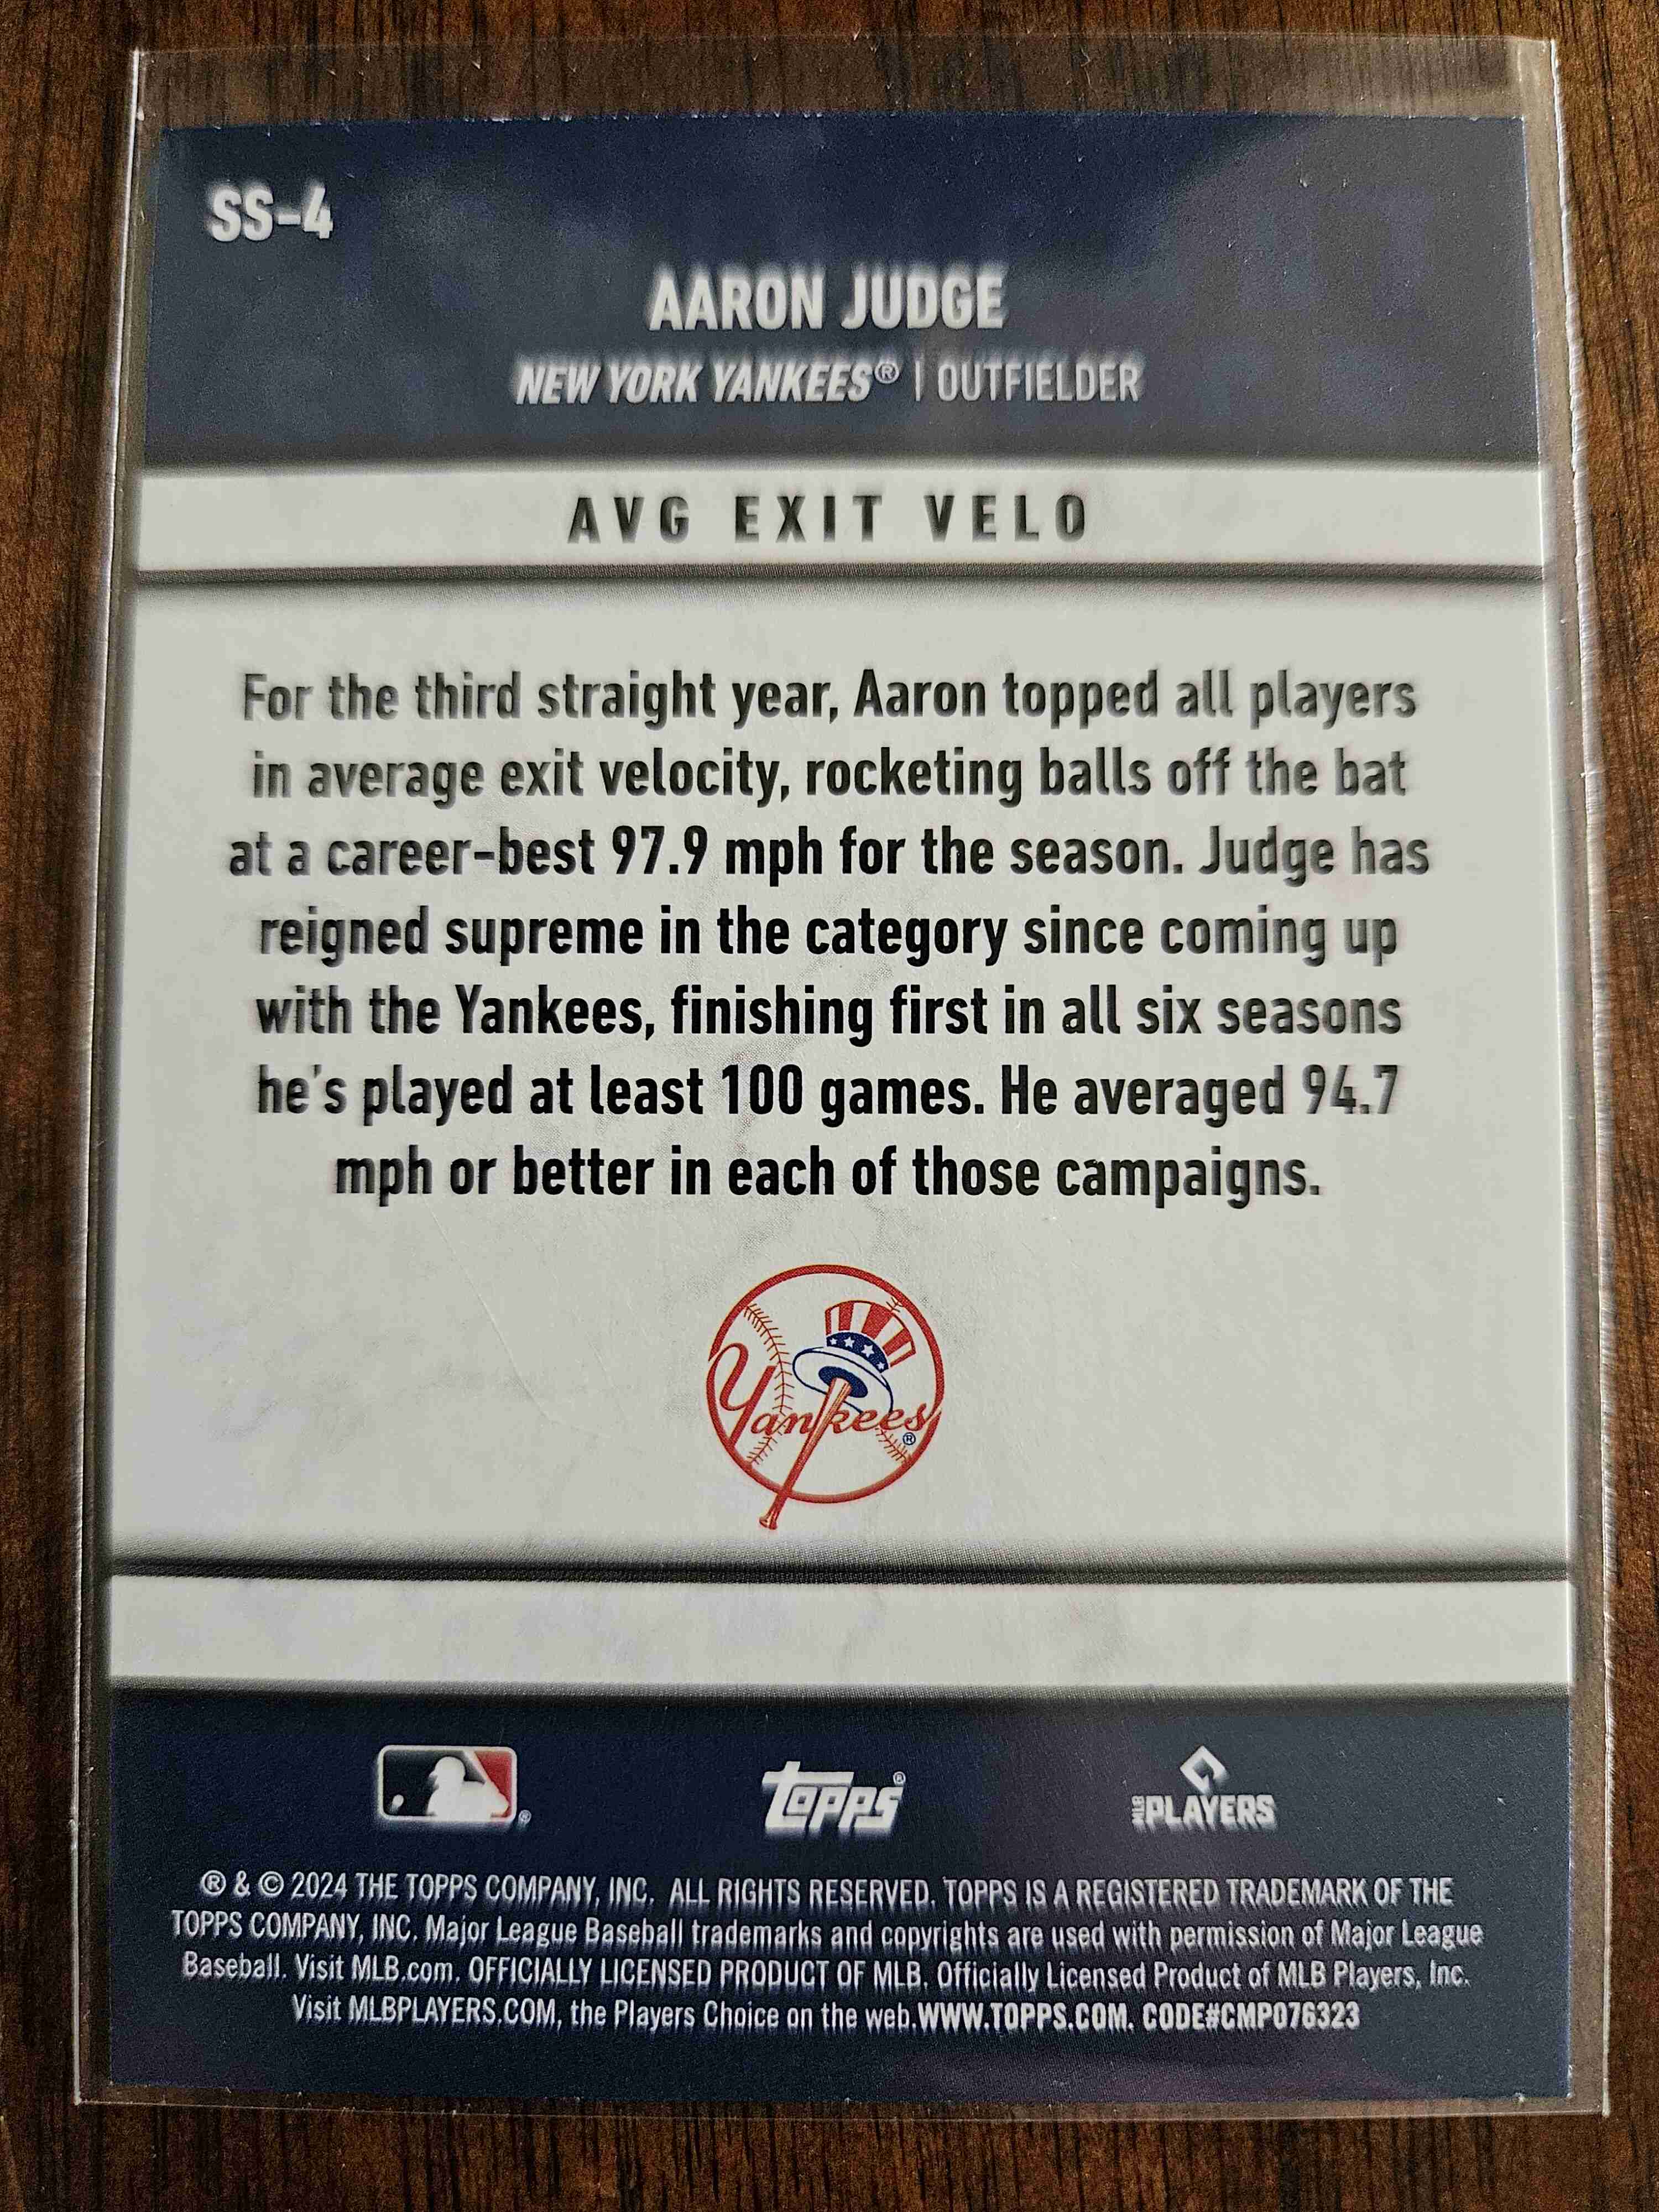 SS-4
AARON JUDGE
NEW YORK YANKEES® | OUTFIELDER
AVG EXIT VELO
For the third straight year, Aaron topped all players
in average exit velocity, rocketing balls off the bat
at a career-best 97.9 mph for the season. Judge has
reigned supreme in the category since coming up
with the Yankees, finishing first in all six seasons
he's played at least 100 games. He averaged 94.7
mph or better in each of those campaigns.
Yankees®
® topps® MLB PLAYERS
® & © 2024 THE TOPPS COMPANY, INC. ALL RIGHTS RESERVED. TOPPS IS A REGISTERED TRADEMARK OF THE
TOPPS COMPANY, INC. Major League Baseball trademarks and copyrights are used with permission of Major League
Baseball. Visit MLB.com. OFFICIALLY LICENSED PRODUCT OF MLB. Officially Licensed Product of MLB Players, Inc.
Visit MLBPLAYERS.COM, the Players Choice on the web.WWW.TOPPS.COM. CODE#CMP076323